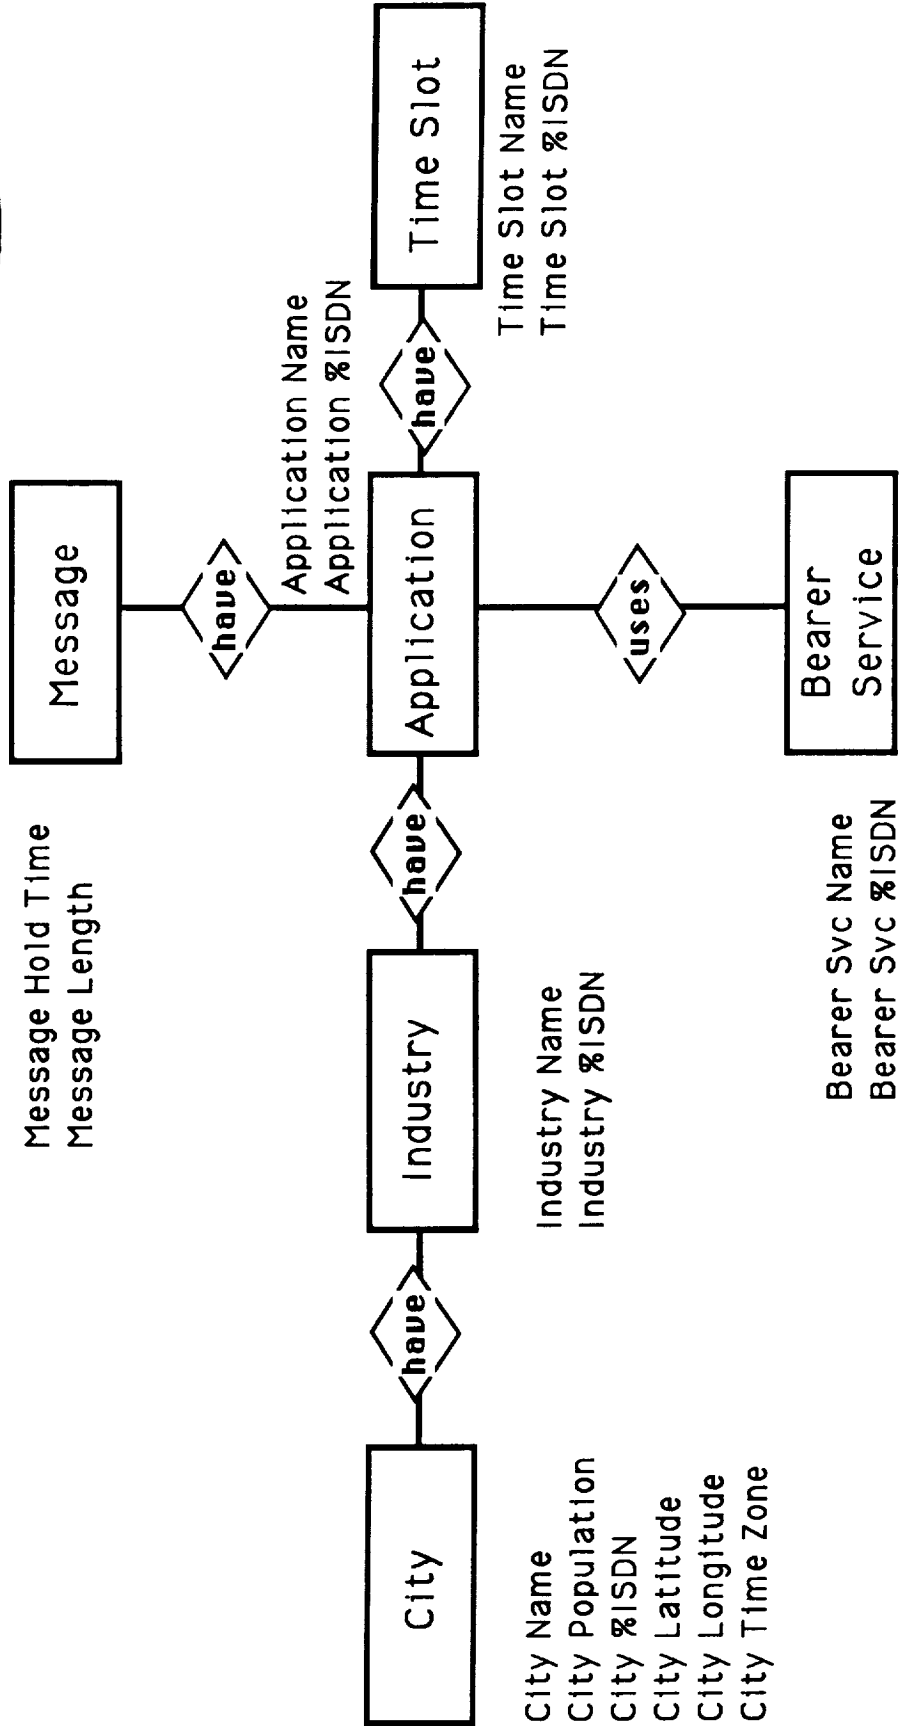 Message Hold Time
Message Length
Message
have
Application Name
Application %ISDN
City
have
Industry
have
Application
have
Time Slot
City Name
City Population
City %ISDN
City Latitude
City Longitude
City Time Zone
Industry Name
Industry %ISDN
uses
Time Slot Name
Time Slot %ISDN
Bearer Svc Name
Bearer Svc %ISDN
Bearer
Service